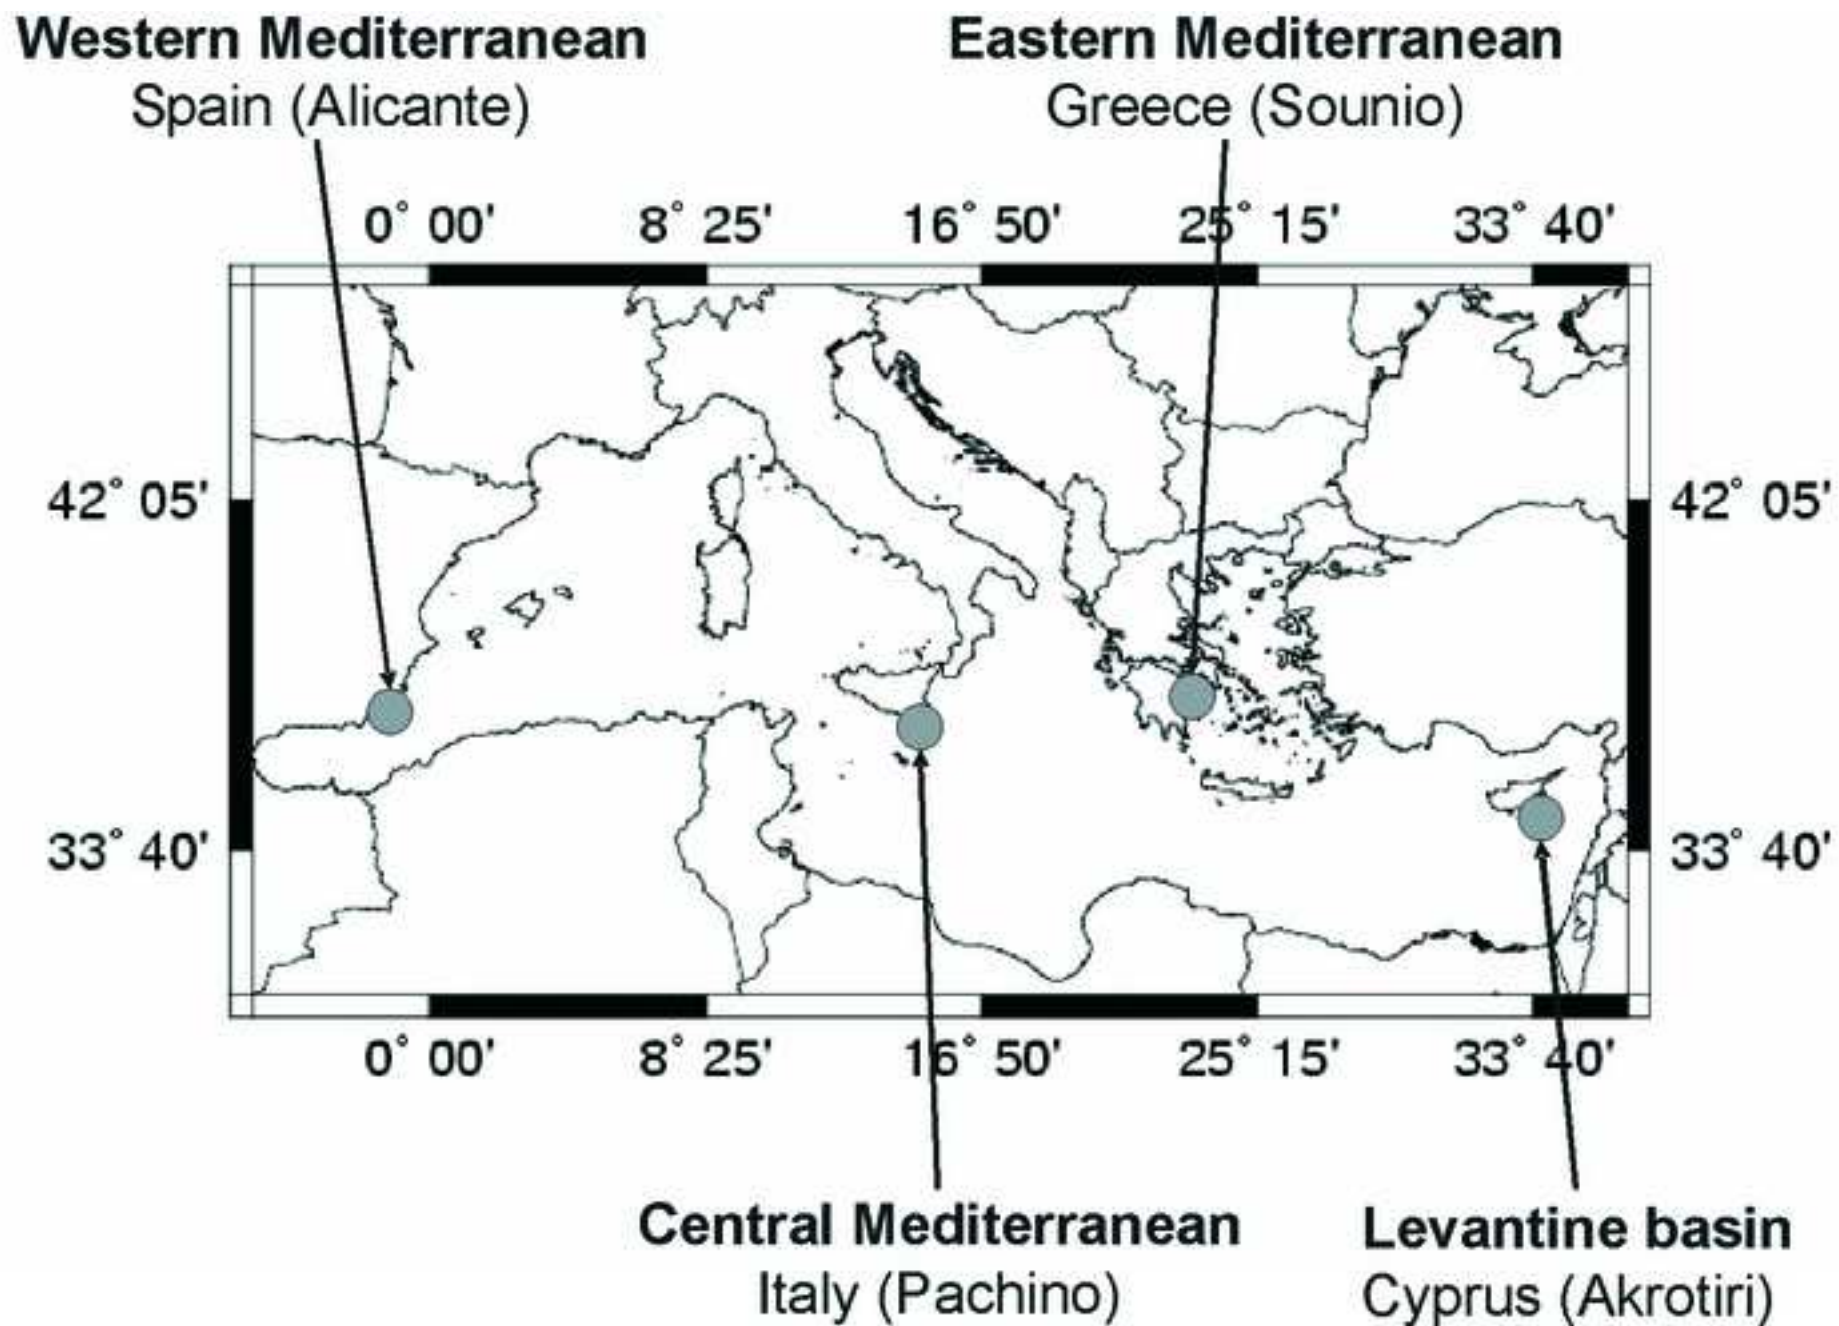 Western Mediterranean
Spain (Alicante)
Eastern Mediterranean
Greece (Sounio)
0° 00' 8° 25' 16° 50' 25° 15' 33° 40'
42° 05' 42° 05'
33° 40' 33° 40'
0° 00' 8° 25' 16° 50' 25° 15' 33° 40'
Central Mediterranean
Italy (Pachino)
Levantine basin
Cyprus (Akrotiri)